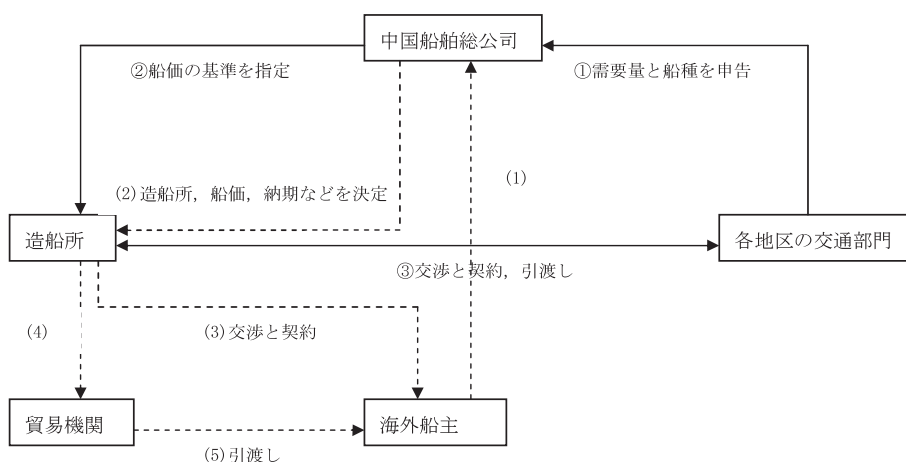 中国船舶総公司
②船価の基準を指定
①需要量と船種を申告
(1)
(2)造船所，船価，納期などを決定
造船所
各地区の交通部門
③交渉と契約，引渡し
(4)
(3)交渉と契約
貿易機関
海外船主
(5)引渡し